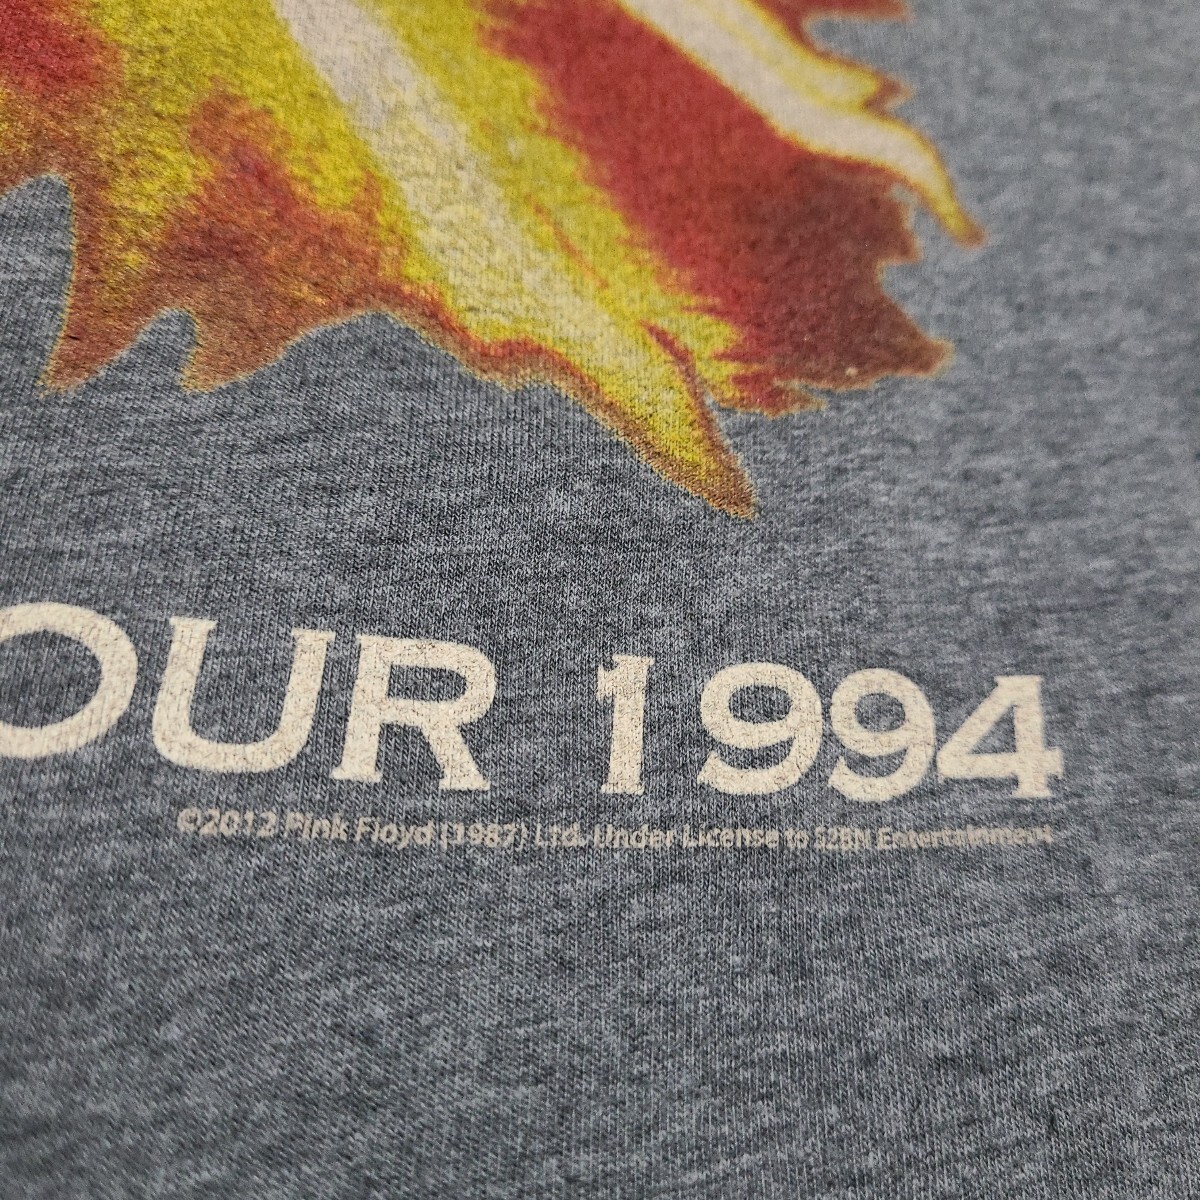 OUR 1994
©2012 Pink Floyd (1987) Ltd. Under License to S2BN Entertainment